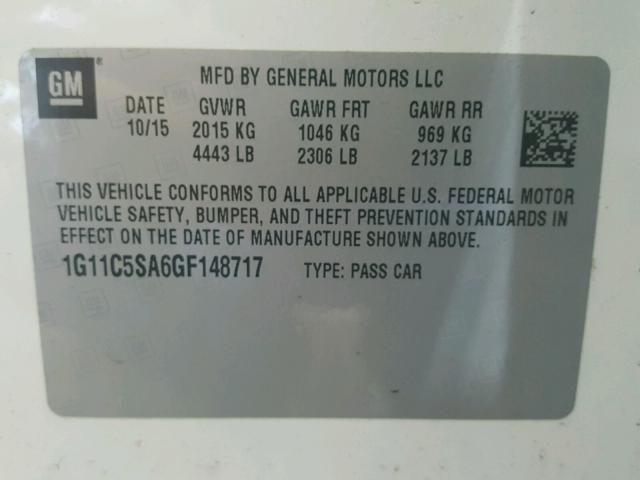 GM®
MFD BY GENERAL MOTORS LLC
DATE GVWR GAWR FRT GAWR RR
10/15 2015 KG 1046 KG 969 KG
4443 LB 2306 LB 2137 LB
THIS VEHICLE CONFORMS TO ALL APPLICABLE U.S. FEDERAL MOTOR
VEHICLE SAFETY, BUMPER, AND THEFT PREVENTION STANDARDS IN
EFFECT ON THE DATE OF MANUFACTURE SHOWN ABOVE.
1G11C5SA6GF148717 TYPE: PASS CAR